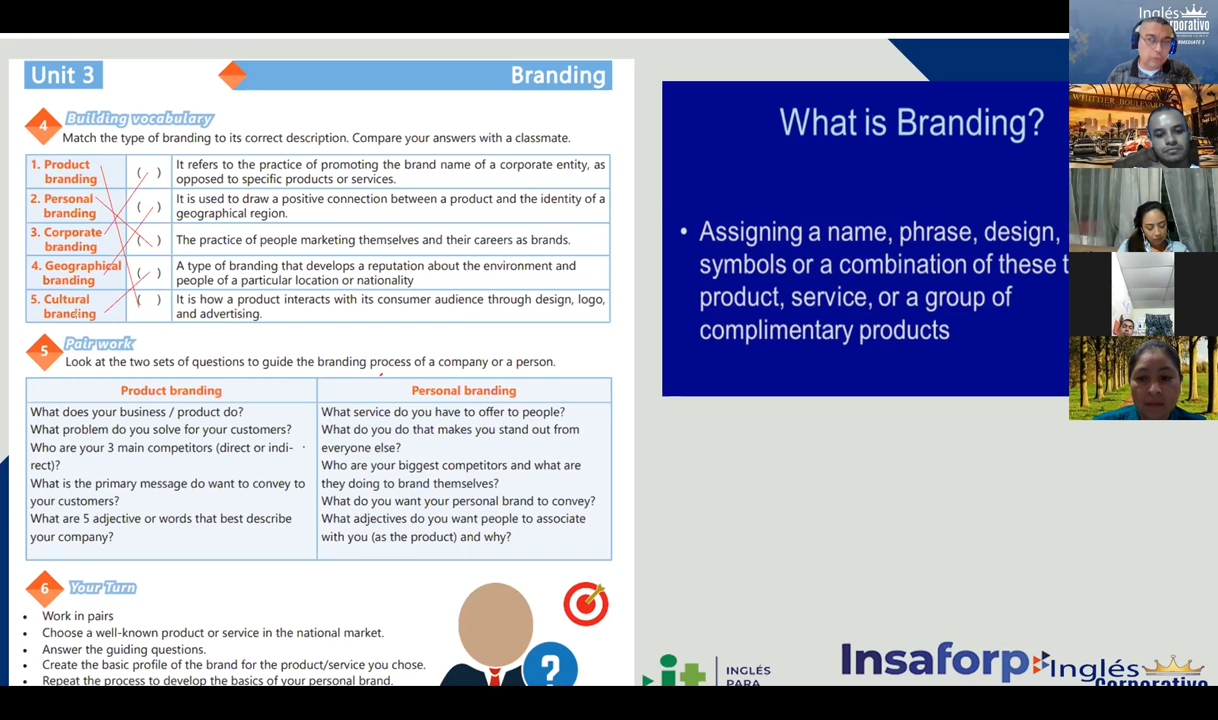 Unit 3
Branding
4
Building vocabulary
Match the type of branding to its correct description. Compare your answers with a classmate.
1. Product branding
( )
It refers to the practice of promoting the brand name of a corporate entity, as
opposed to specific products or services.
2. Personal branding
( )
It is used to draw a positive connection between a product and the identity of a
geographical region.
3. Corporate branding
( )
The practice of people marketing themselves and their careers as brands.
4. Geographical branding
( )
A type of branding that develops a reputation about the environment and
people of a particular location or nationality
5. Cultural branding
( )
It is how a product interacts with its consumer audience through design, logo,
and advertising.
5
Pair work
Look at the two sets of questions to guide the branding process of a company or a person.
Product branding
What does your business / product do?
What problem do you solve for your customers?
Who are your 3 main competitors (direct or indi-
rect)?
What is the primary message do want to convey to
your customers?
What are 5 adjective or words that best describe
your company?
Personal branding
What service do you have to offer to people?
What do you do that makes you stand out from
everyone else?
Who are your biggest competitors and what are
they doing to brand themselves?
What do you want your personal brand to convey?
What adjectives do you want people to associate
with you (as the product) and why?
6
Your Turn
• Work in pairs
• Choose a well-known product or service in the national market.
• Answer the guiding questions.
• Create the basic profile of the brand for the product/service you chose.
• Repeat the process to develop the basics of your personal brand.
?
What is Branding?
• Assigning a name, phrase, design,
symbols or a combination of these t
product, service, or a group of
complimentary products
Inglés
WHITTIER BOULEVARD
INGLÉS
PARA
Insaforp
Inglés
Corporativo